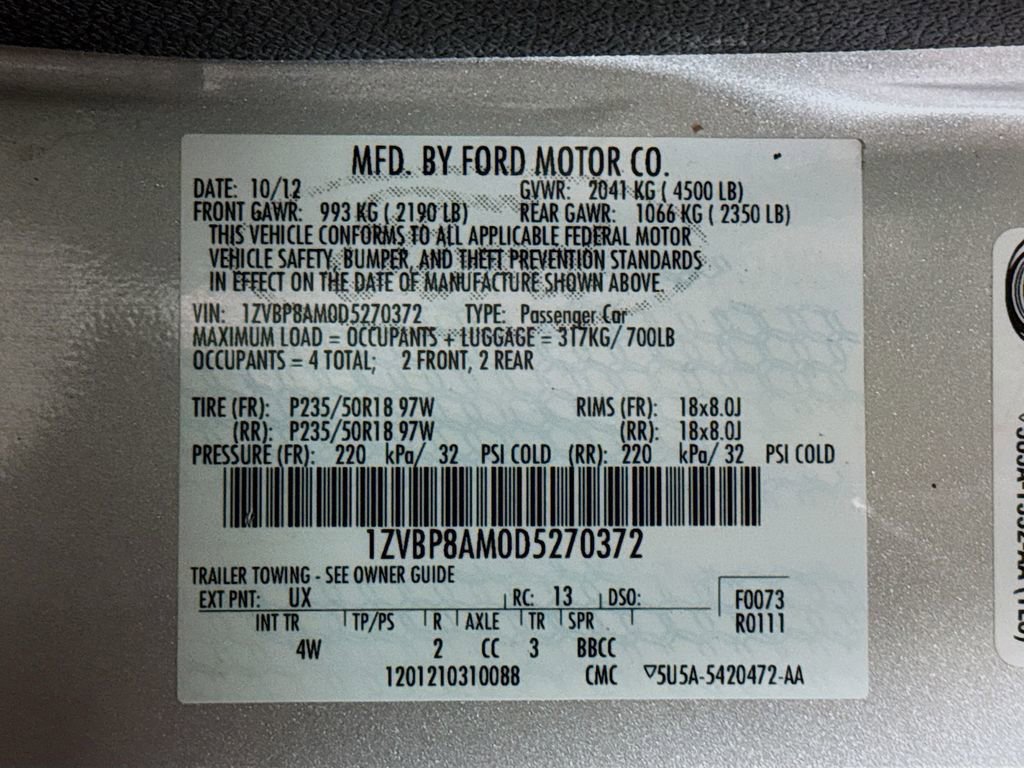 MFD. BY FORD MOTOR CO.
DATE: 10/12 GVWR: 2041 KG ( 4500 LB)
FRONT GAWR: 993 KG ( 2190 LB) REAR GAWR: 1066 KG ( 2350 LB)
THIS VEHICLE CONFORMS TO ALL APPLICABLE FEDERAL MOTOR
VEHICLE SAFETY, BUMPER, AND THEFT PREVENTION STANDARDS
IN EFFECT ON THE DATE OF MANUFACTURE SHOWN ABOVE.
VIN: 1ZVBP8AM0D5270372 TYPE: Passenger Car
MAXIMUM LOAD = OCCUPANTS + LUGGAGE = 317KG/ 700LB
OCCUPANTS = 4 TOTAL; 2 FRONT, 2 REAR
TIRE (FR): P235/50R18 97W RIMS (FR): 18x8.0J
(RR): P235/50R18 97W (RR): 18x8.0J
PRESSURE (FR): 220 kPa/ 32 PSI COLD (RR): 220 kPa/ 32 PSI COLD
1ZVBP8AM0D5270372
TRAILER TOWING - SEE OWNER GUIDE
EXT PNT: UX RC: 13 DSO: F0073
INT TR TP/PS R AXLE TR SPR R0111
4W 2 CC 3 BBCC
1201210310088 CMC ▽5U5A-5420472-AA